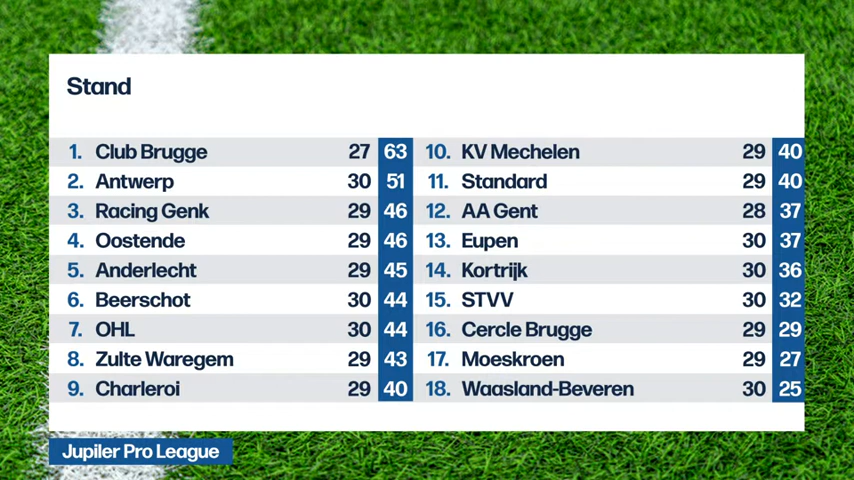 Stand
1. Club Brugge 27 63
2. Antwerp 30 51
3. Racing Genk 29 46
4. Oostende 29 46
5. Anderlecht 29 45
6. Beerschot 30 44
7. OHL 30 44
8. Zulte Waregem 29 43
9. Charleroi 29 40
10. KV Mechelen 29 40
11. Standard 29 40
12. AA Gent 28 37
13. Eupen 30 37
14. Kortrijk 30 36
15. STVV 30 32
16. Cercle Brugge 29 29
17. Moeskroen 29 27
18. Waasland-Beveren 30 25
Jupiler Pro League